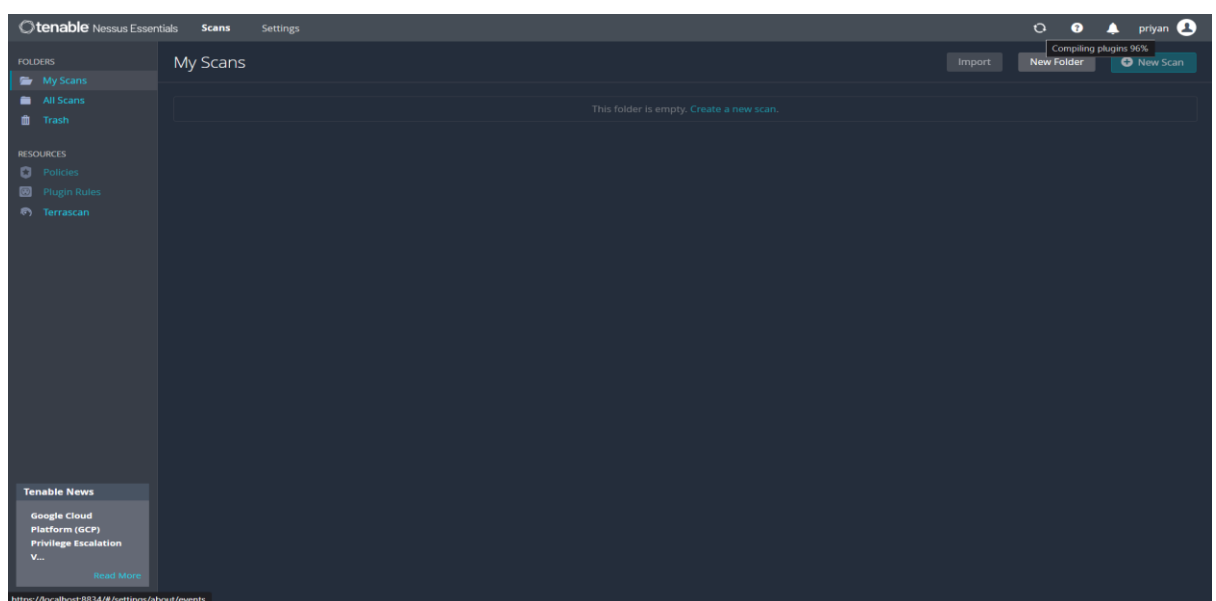 tenable Nessus Essentials Scans Settings priyan
Compiling plugins 96%
FOLDERS
My Scans
All Scans
Trash
RESOURCES
Policies
Plugin Rules
Terrascan
My Scans
Import New Folder New Scan
This folder is empty. Create a new scan.
Tenable News
Google Cloud
Platform (GCP)
Privilege Escalation
V...
Read More
https://localhost:8834/#/settings/about/events